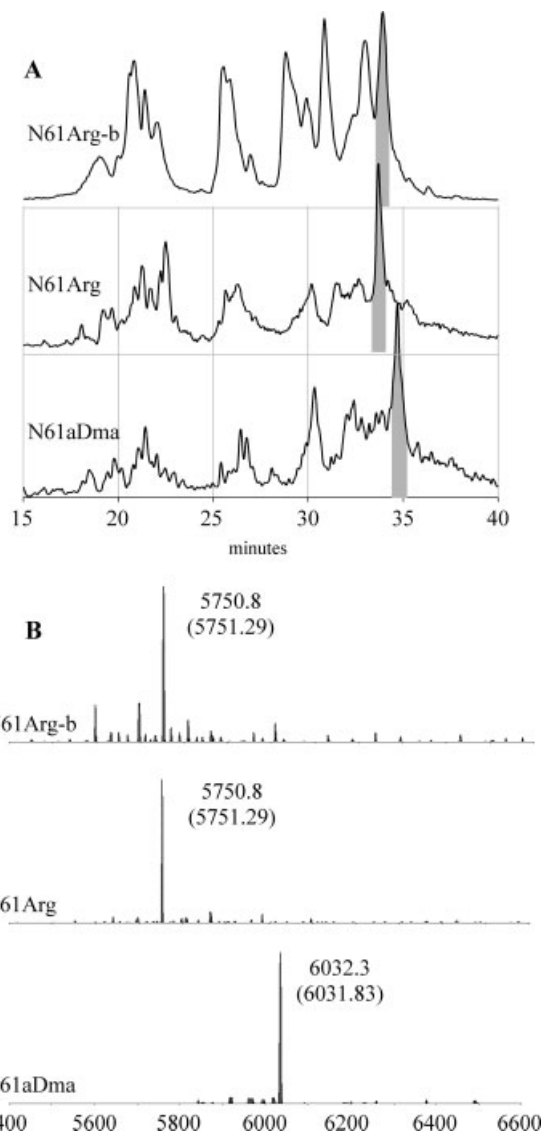 A
N61Arg-b
N61Arg
N61aDma
15 20 25 30 35 40
minutes
B
5750.8
(5751.29)
61Arg-b
5750.8
(5751.29)
61Arg
6032.3
(6031.83)
61aDma
400 5600 5800 6000 6200 6400 6600